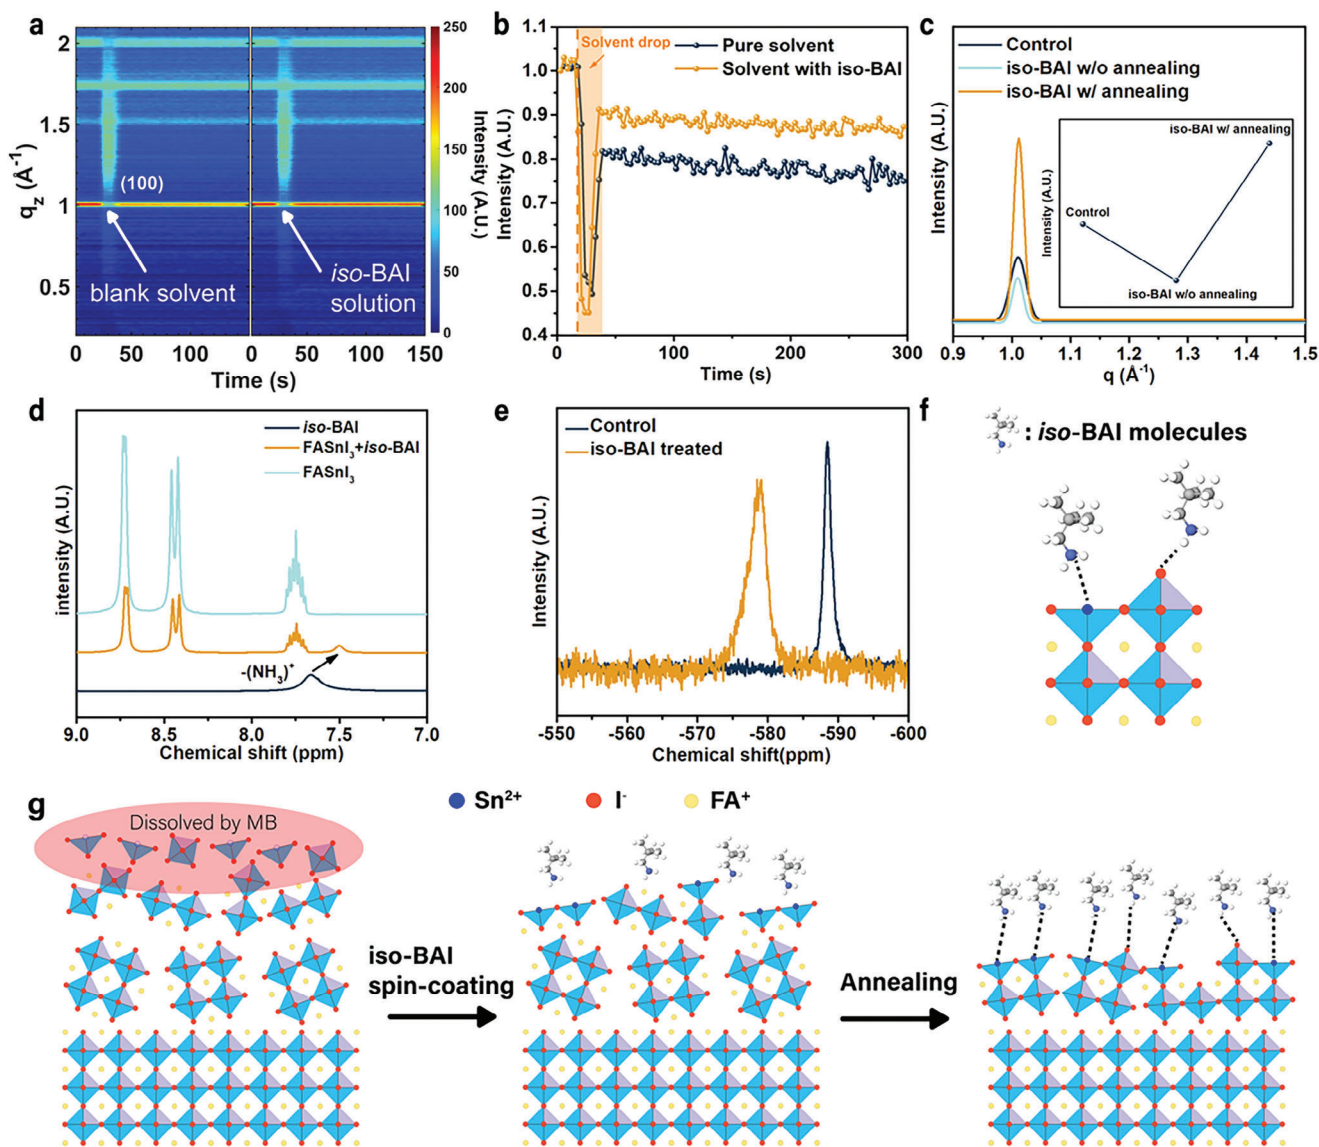 a
2
1.5
1
0.5
q_z (Å⁻¹)
(100)
blank solvent
iso-BAI
solution
0
50
100
0
50
100
150
Time (s)
250
200
150
100
50
0
Intensity (A.U.)
b
Solvent drop
Pure solvent
Solvent with iso-BAI
1.1
1.0
0.9
0.8
0.7
0.6
0.5
0.4
Intensity (A.U.)
0
100
200
300
Time (s)
c
Control
iso-BAI w/o annealing
iso-BAI w/ annealing
Intensity (A.U.)
iso-BAI w/ annealing
Control
iso-BAI w/o annealing
Intensity (A.U.)
0.9
1.0
1.1
1.2
1.3
1.4
1.5
q (Å⁻¹)
d
iso-BAI
FASnI₃+iso-BAI
FASnI₃
intensity (A.U.)
-(NH₃)⁺
9.0
8.5
8.0
7.5
7.0
Chemical shift (ppm)
e
Control
iso-BAI treated
Intensity (A.U.)
-550
-560
-570
-580
-590
-600
Chemical shift(ppm)
f
: iso-BAI molecules
g
Sn²⁺
I⁻
FA⁺
Dissolved by MB
iso-BAI
spin-coating
Annealing